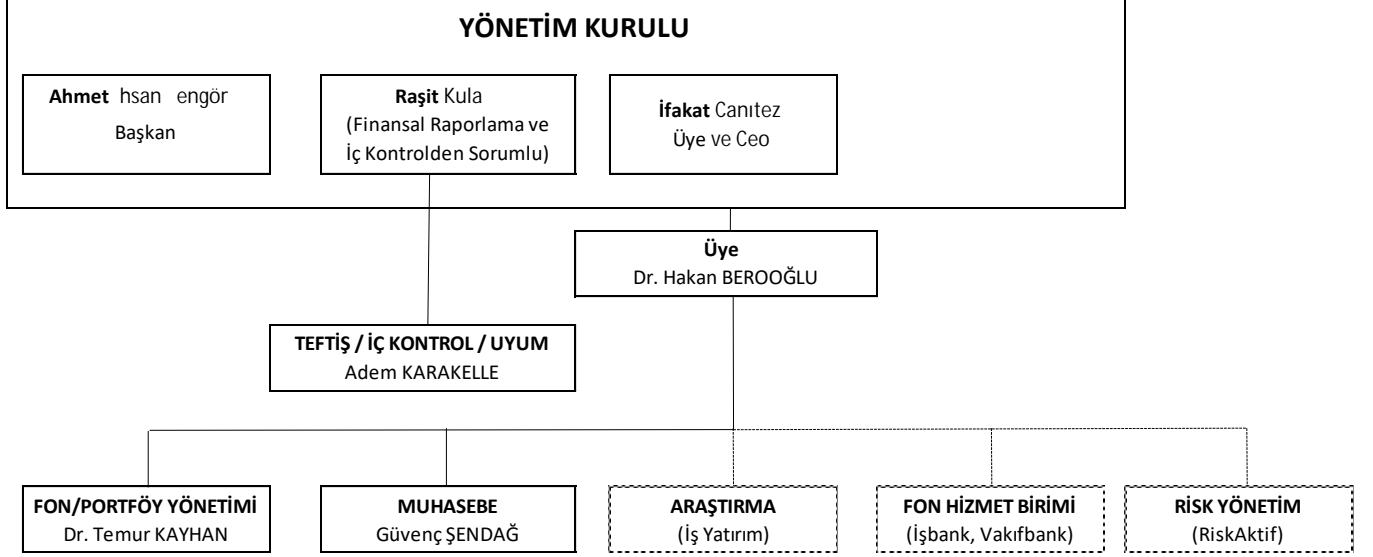 YÖNETİM KURULU
Ahmet hsan engör
Başkan
Raşit Kula
(Finansal Raporlama ve
İç Kontrolden Sorumlu)
İfakat Canıtez
Üye ve Ceo
Üye
Dr. Hakan BEROOĞLU
TEFTİŞ / İÇ KONTROL / UYUM
Adem KARAKELLE
FON/PORTFÖY YÖNETİMİ
Dr. Temur KAYHAN
MUHASEBE
Güvenç ŞENDAĞ
ARAŞTIRMA
(İş Yatırım)
FON HİZMET BİRİMİ
(İşbank, Vakıfbank)
RİSK YÖNETİM
(RiskAktif)